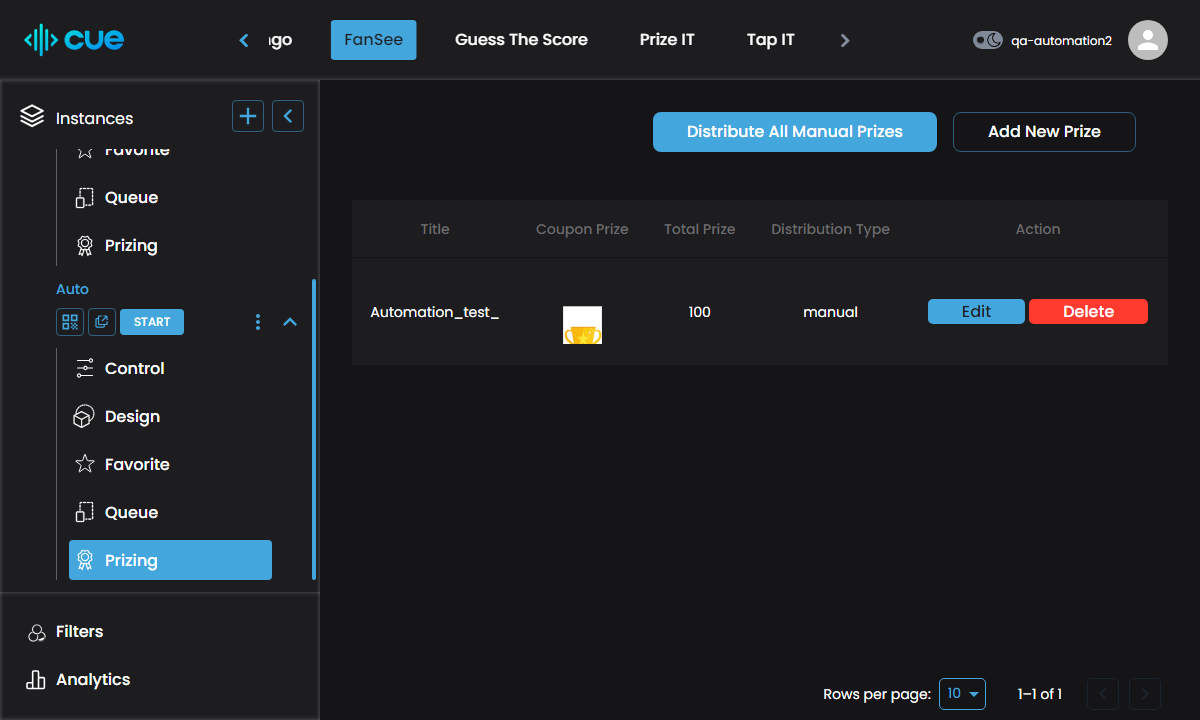 cue
ngo
FanSee
Guess The Score
Prize IT
Tap IT
qa-automation2
Instances
Favorite
Queue
Prizing
Auto
START
Control
Design
Favorite
Queue
Prizing
Filters
Analytics
Distribute All Manual Prizes
Add New Prize
Title Coupon Prize Total Prize Distribution Type Action
Automation_test_ 100 manual Edit Delete
Rows per page: 10 1–1 of 1